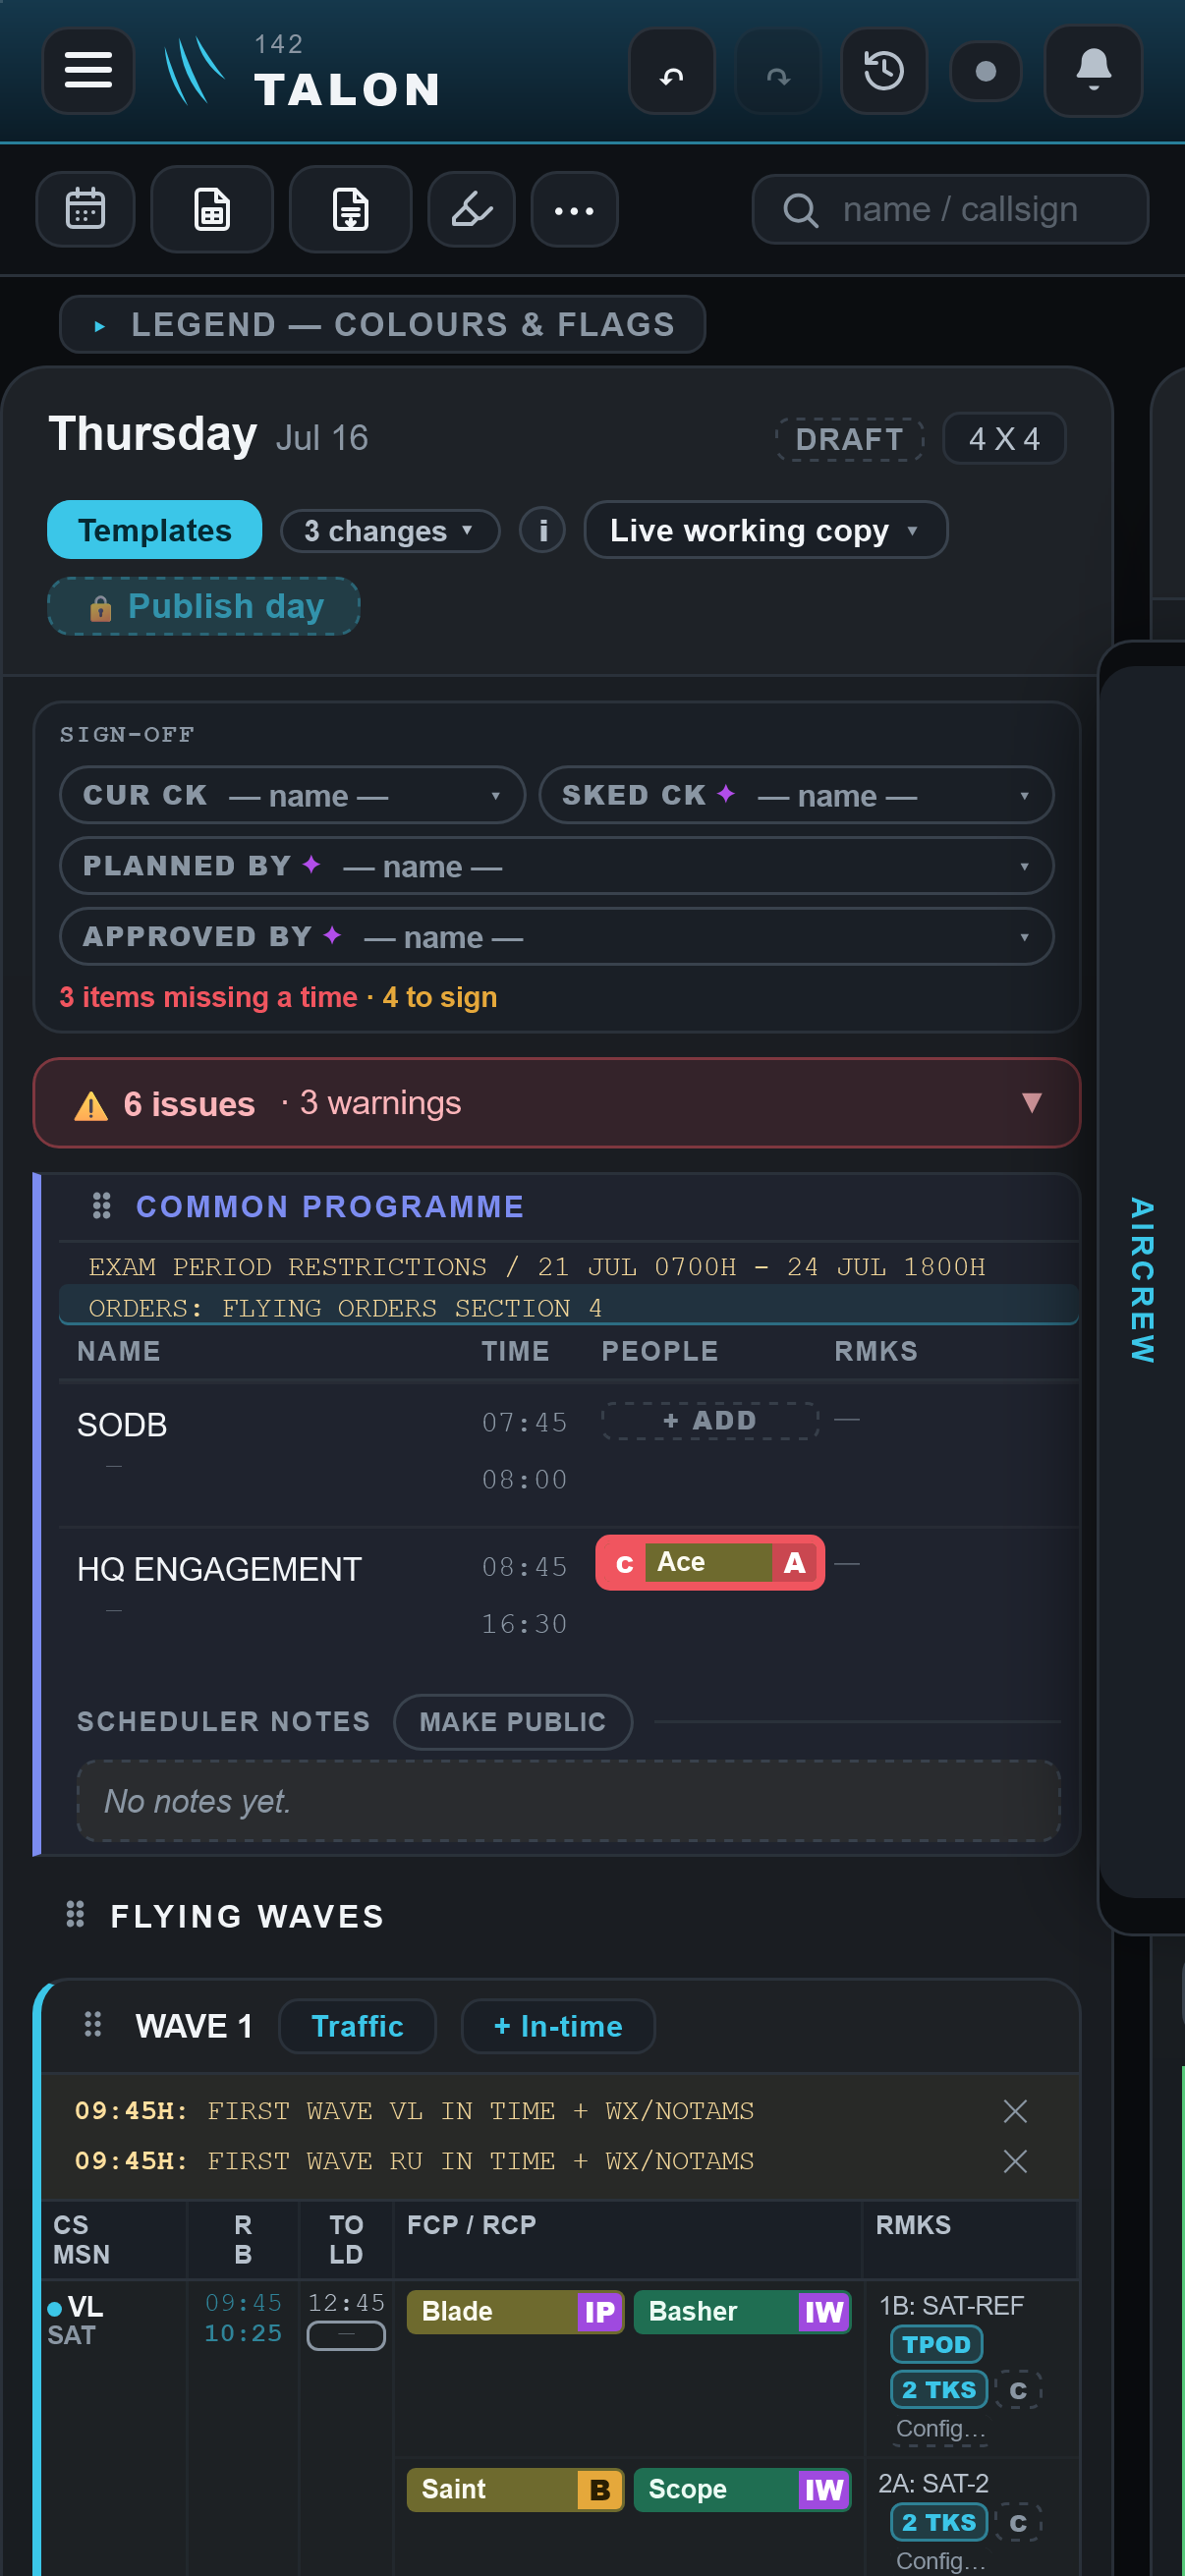 142
TALON
name / callsign
LEGEND — COLOURS & FLAGS
Thursday Jul 16 DRAFT 4 X 4
Templates 3 changes i Live working copy
Publish day
SIGN-OFF
CUR CK — name — SKED CK — name —
PLANNED BY — name —
APPROVED BY — name —
3 items missing a time · 4 to sign
6 issues · 3 warnings
COMMON PROGRAMME
EXAM PERIOD RESTRICTIONS / 21 JUL 0700H - 24 JUL 1800H
ORDERS: FLYING ORDERS SECTION 4
NAME TIME PEOPLE RMKS
SODB 07:45 + ADD —
— 08:00
HQ ENGAGEMENT 08:45 C Ace A —
— 16:30
SCHEDULER NOTES MAKE PUBLIC
No notes yet.
AIRCREW
FLYING WAVES
WAVE 1 Traffic + In-time
09:45H: FIRST WAVE VL IN TIME + WX/NOTAMS
09:45H: FIRST WAVE RU IN TIME + WX/NOTAMS
CS R TO FCP / RCP RMKS
MSN B LD
VL 09:45 12:45 Blade IP Basher IW 1B: SAT-REF
SAT 10:25 — TPOD
2 TKS C
Config…
Saint B Scope IW 2A: SAT-2
2 TKS C
Config…